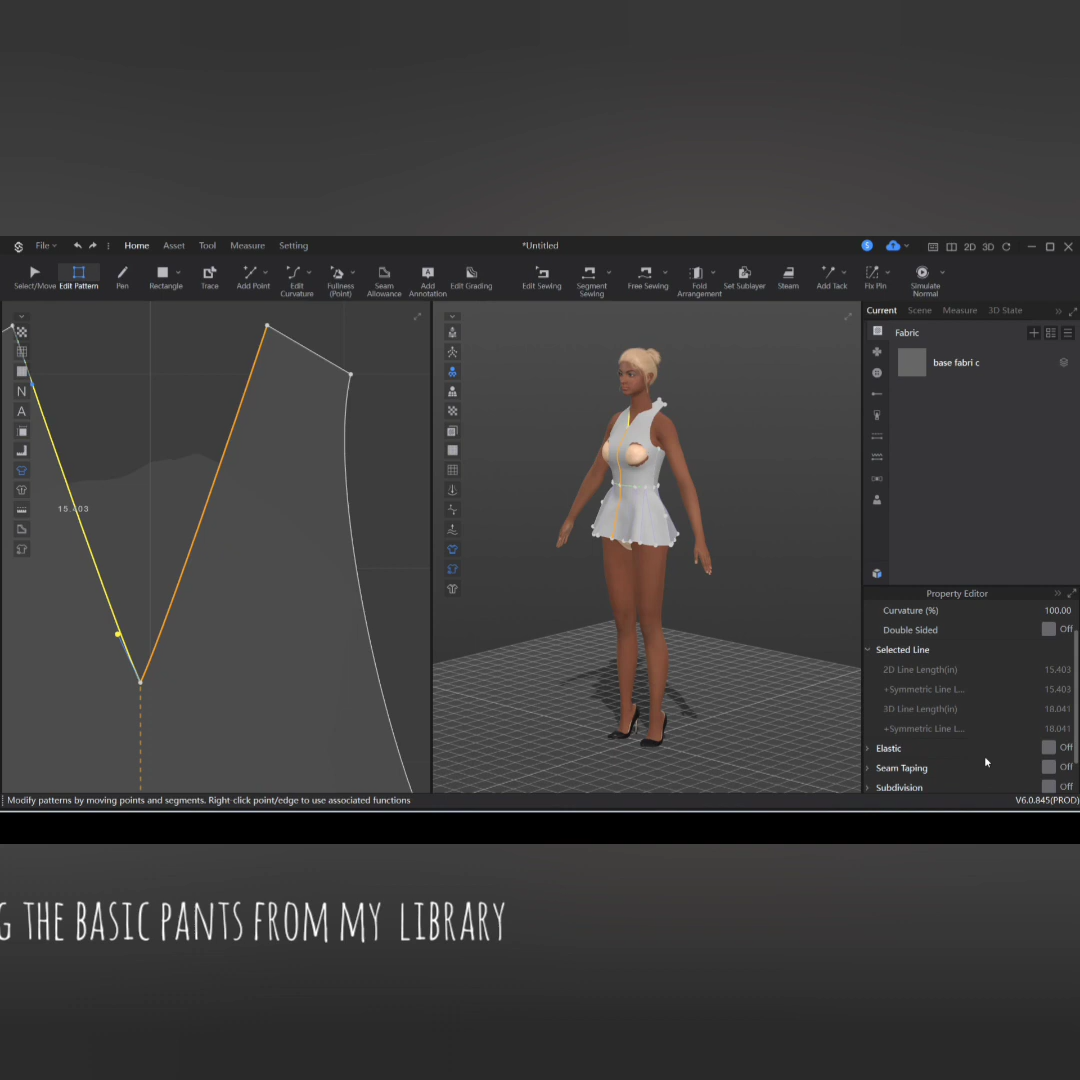 File Home Asset Tool Measure Setting *Untitled S 2D 3D
Select/Move Edit Pattern Pen Rectangle Trace Add Point Edit Curvature Fullness (Point) Seam Allowance Add Annotation Edit Grading Edit Sewing Segment Sewing Free Sewing Fold Arrangement Set Sublayer Steam Add Tack Fix Pin Simulate Normal
Current Scene Measure 3D State
Fabric
base fabri c
N
A
15.403
Property Editor
Curvature (%) 100.00
Double Sided Off
Selected Line
2D Line Length(in) 15.403
+Symmetric Line L... 15.403
3D Line Length(in) 18.041
+Symmetric Line L... 18.041
Elastic Off
Seam Taping Off
Subdivision Off
Modify patterns by moving points and segments. Right-click point/edge to use associated functions V6.0.845(PROD)
G THE BASIC PANTS FROM MY LIBRARY